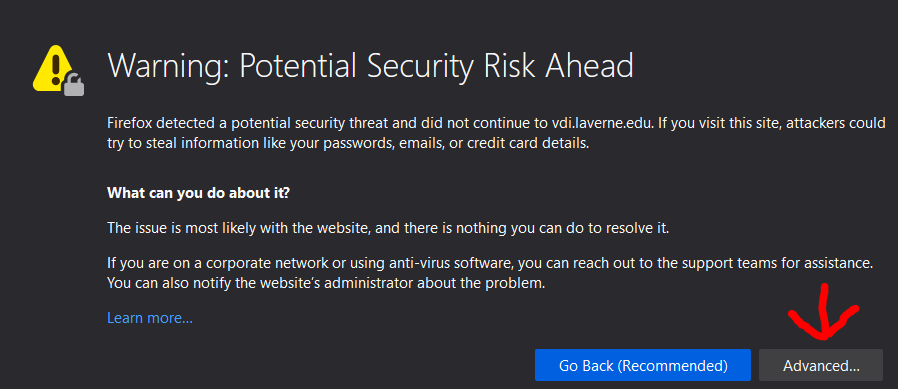 Warning: Potential Security Risk Ahead
Firefox detected a potential security threat and did not continue to vdi.laverne.edu. If you visit this site, attackers could
try to steal information like your passwords, emails, or credit card details.
What can you do about it?
The issue is most likely with the website, and there is nothing you can do to resolve it.
If you are on a corporate network or using anti-virus software, you can reach out to the support teams for assistance.
You can also notify the website’s administrator about the problem.
Learn more…
Go Back (Recommended)
Advanced…